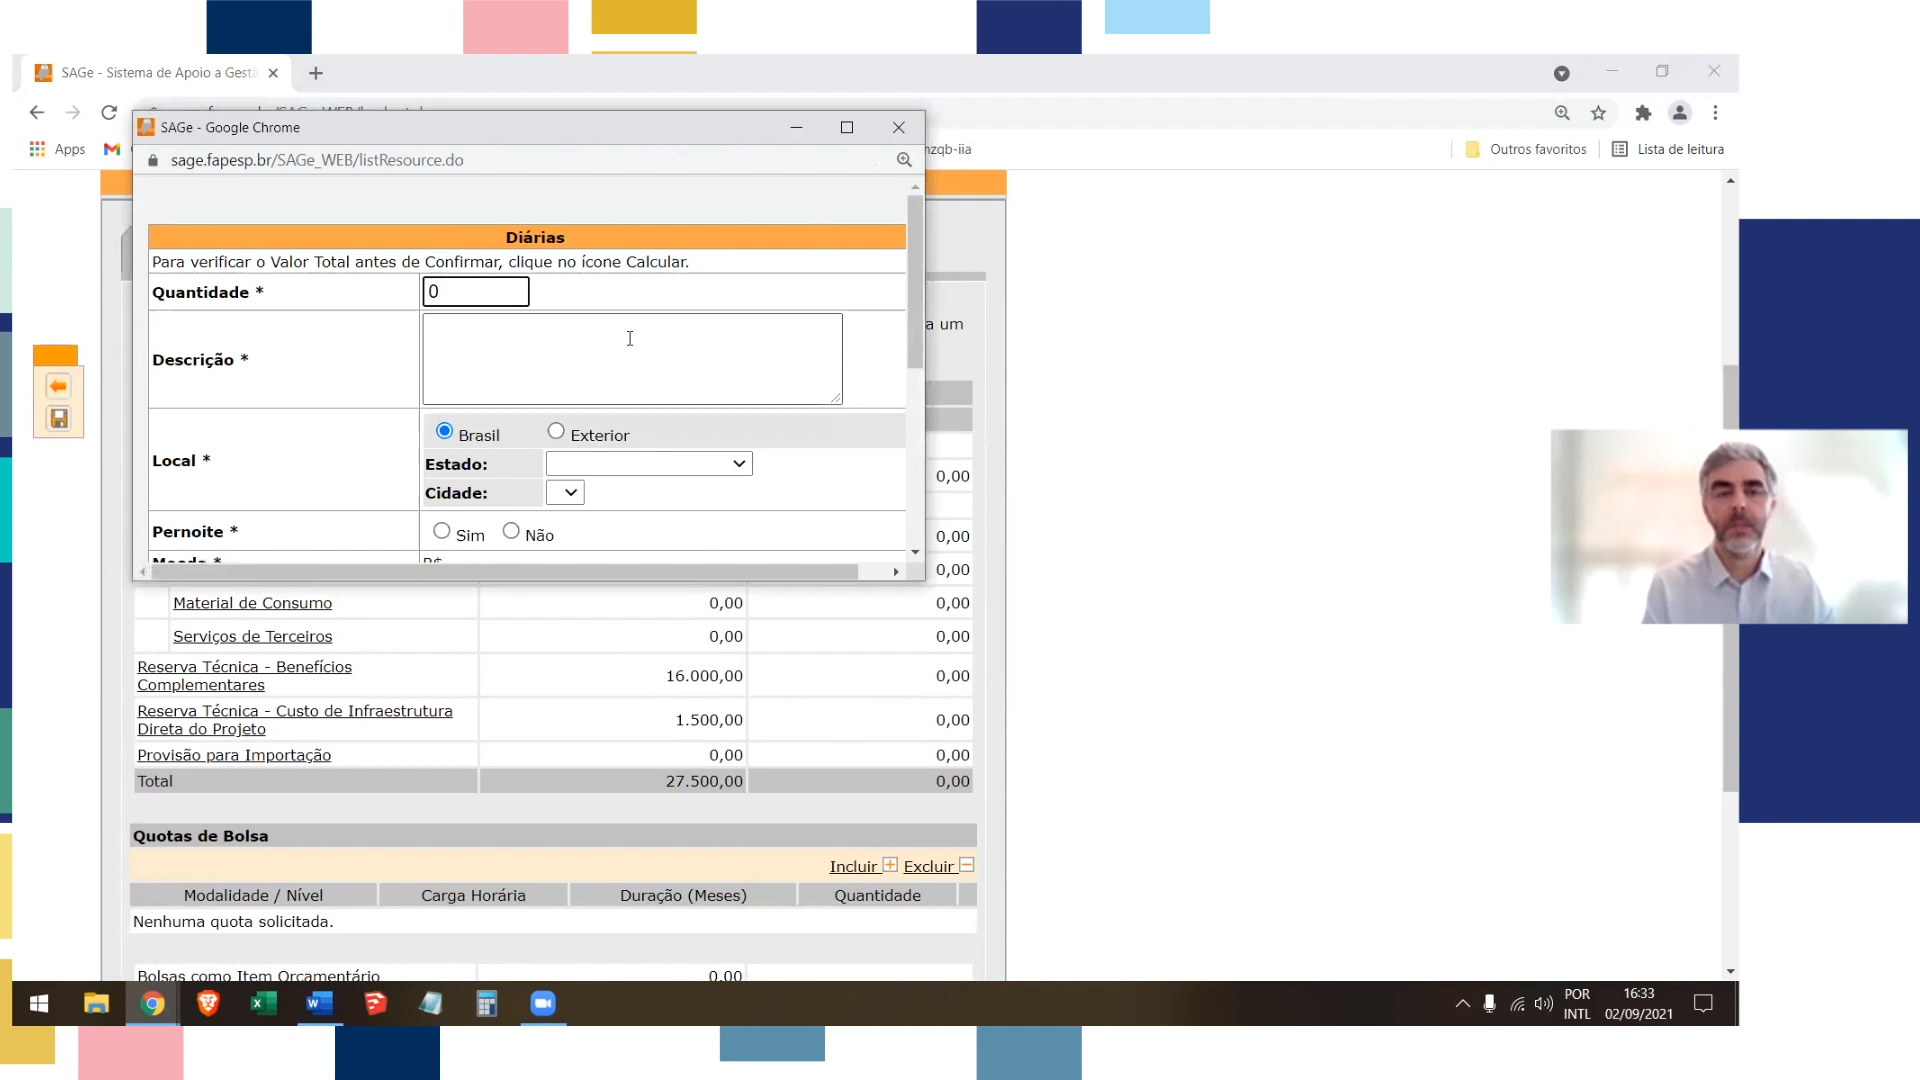 SAGe - Sistema de Apoio a Gesta
SAGe - Google Chrome
Apps
nzqb-iia
Outros favoritos
Lista de leitura
sage.fapesp.br/SAGe_WEB/listResource.do
Diárias
Para verificar o Valor Total antes de Confirmar, clique no ícone Calcular.
Quantidade * 0
a um
Descrição *
Local *
Brasil Exterior
Estado:
Cidade:
0,00
Pernoite * Sim Não
0,00
0,00
Material de Consumo 0,00 0,00
Serviços de Terceiros 0,00 0,00
Reserva Técnica - Benefícios
Complementares 16.000,00 0,00
Reserva Técnica - Custo de Infraestrutura
Direta do Projeto 1.500,00 0,00
Provisão para Importação 0,00 0,00
Total 27.500,00 0,00
Quotas de Bolsa
Incluir Excluir
Modalidade / Nível Carga Horária Duração (Meses) Quantidade
Nenhuma quota solicitada.
Bolsas como Item Orçamentário 0,00
POR 16:33
INTL 02/09/2021